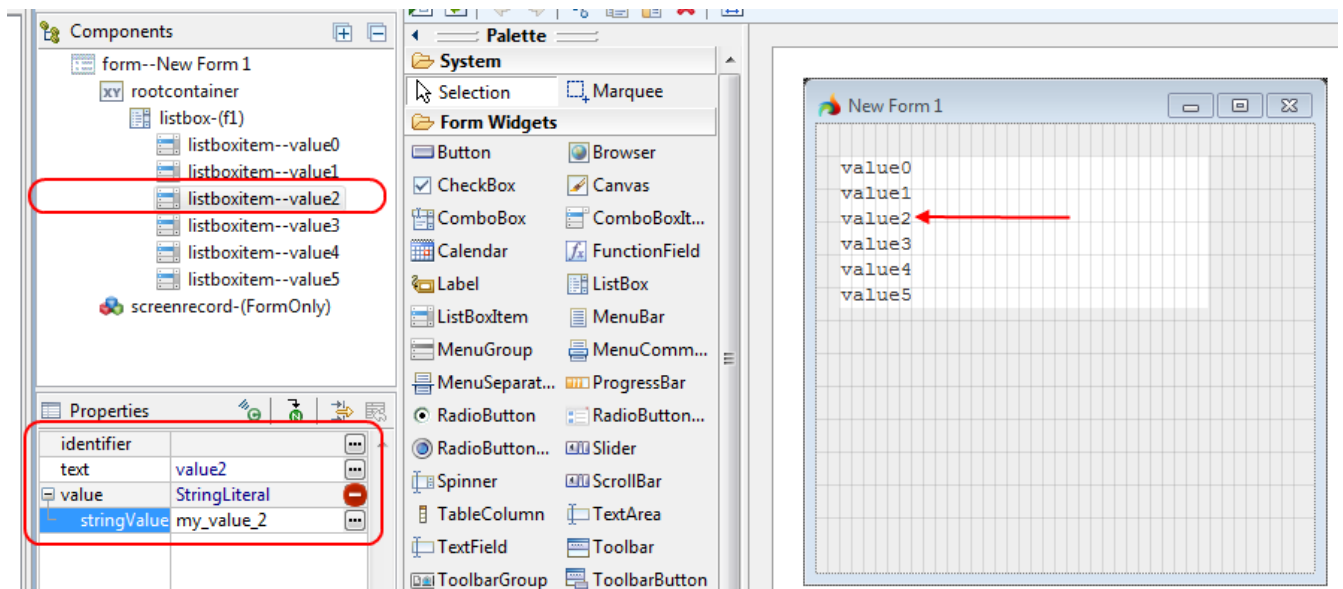 Components
form--New Form 1
XY rootcontainer
listbox-(f1)
listboxitem--value0
listboxitem--value1
listboxitem--value2
listboxitem--value3
listboxitem--value4
listboxitem--value5
screenrecord-(FormOnly)
Properties
identifier
text value2
value StringLiteral
stringValue my_value_2
Palette
System
Selection Marquee
Form Widgets
Button Browser
CheckBox Canvas
ComboBox ComboBoxIt...
Calendar FunctionField
Label ListBox
ListBoxItem MenuBar
MenuGroup MenuComm...
MenuSeparat... ProgressBar
RadioButton RadioButton...
RadioButton... Slider
Spinner ScrollBar
TableColumn TextArea
TextField Toolbar
ToolbarGroup ToolbarButton
New Form 1
value0
value1
value2
value3
value4
value5